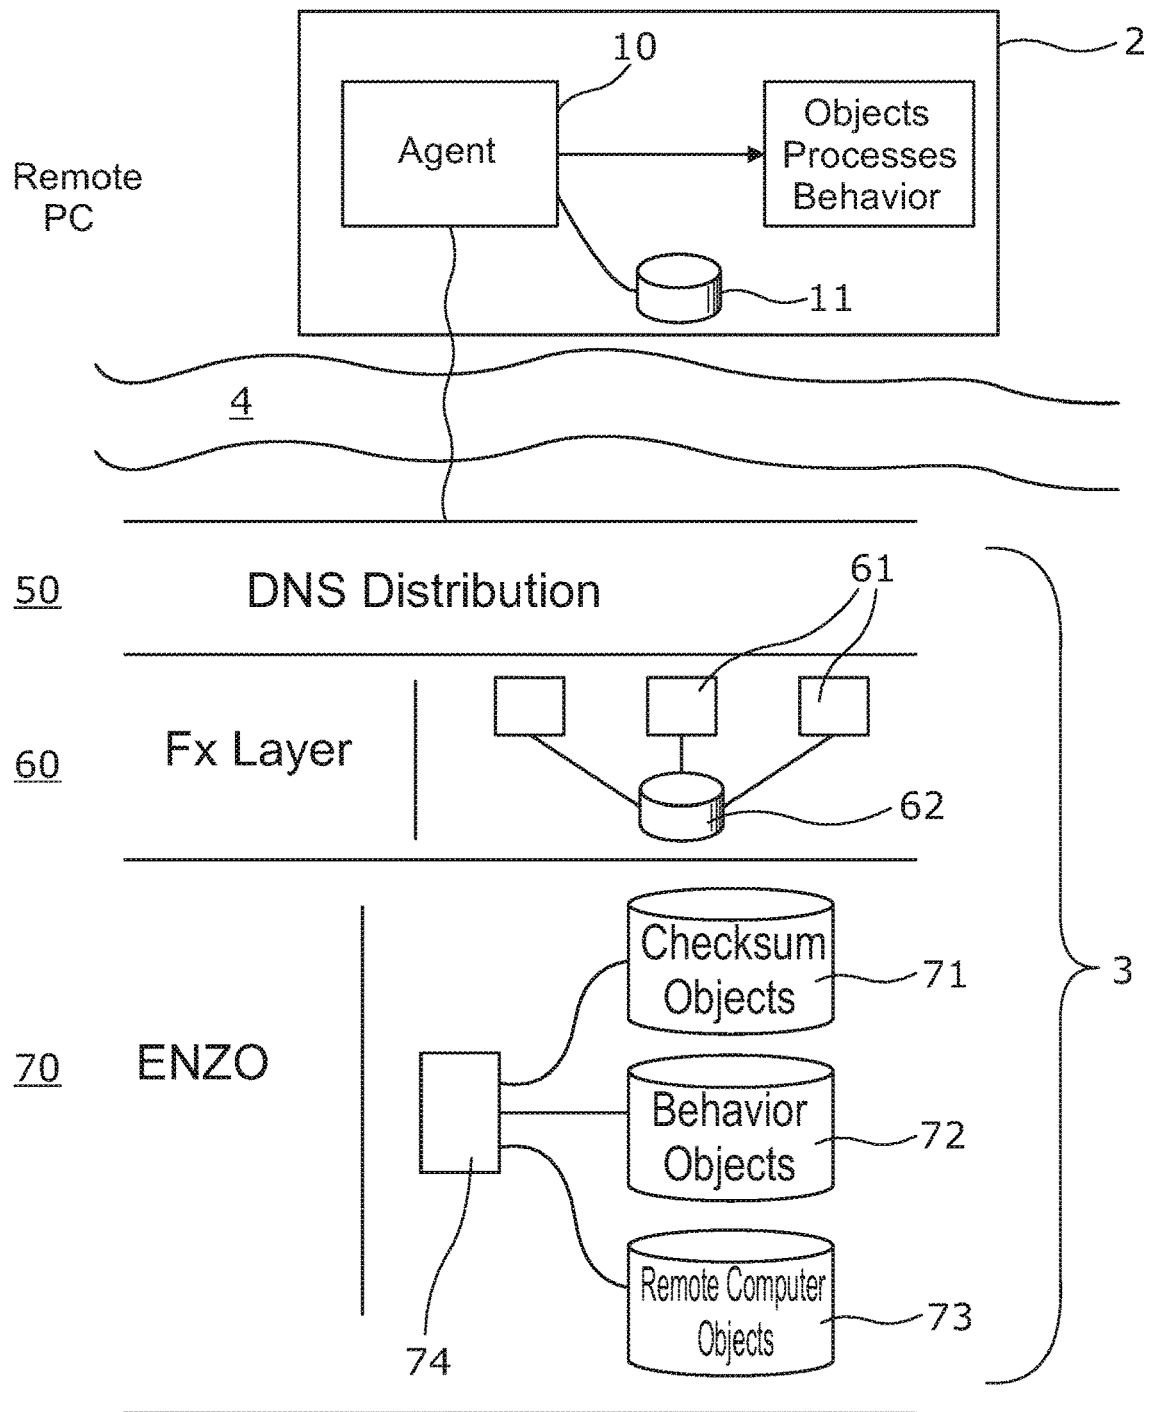 2
10
Agent
Objects
Processes
Behavior
Remote
PC
11
4
50
DNS Distribution
61
60
Fx Layer
62
Checksum
Objects
71
3
70
ENZO
Behavior
Objects
72
Remote Computer
Objects
73
74